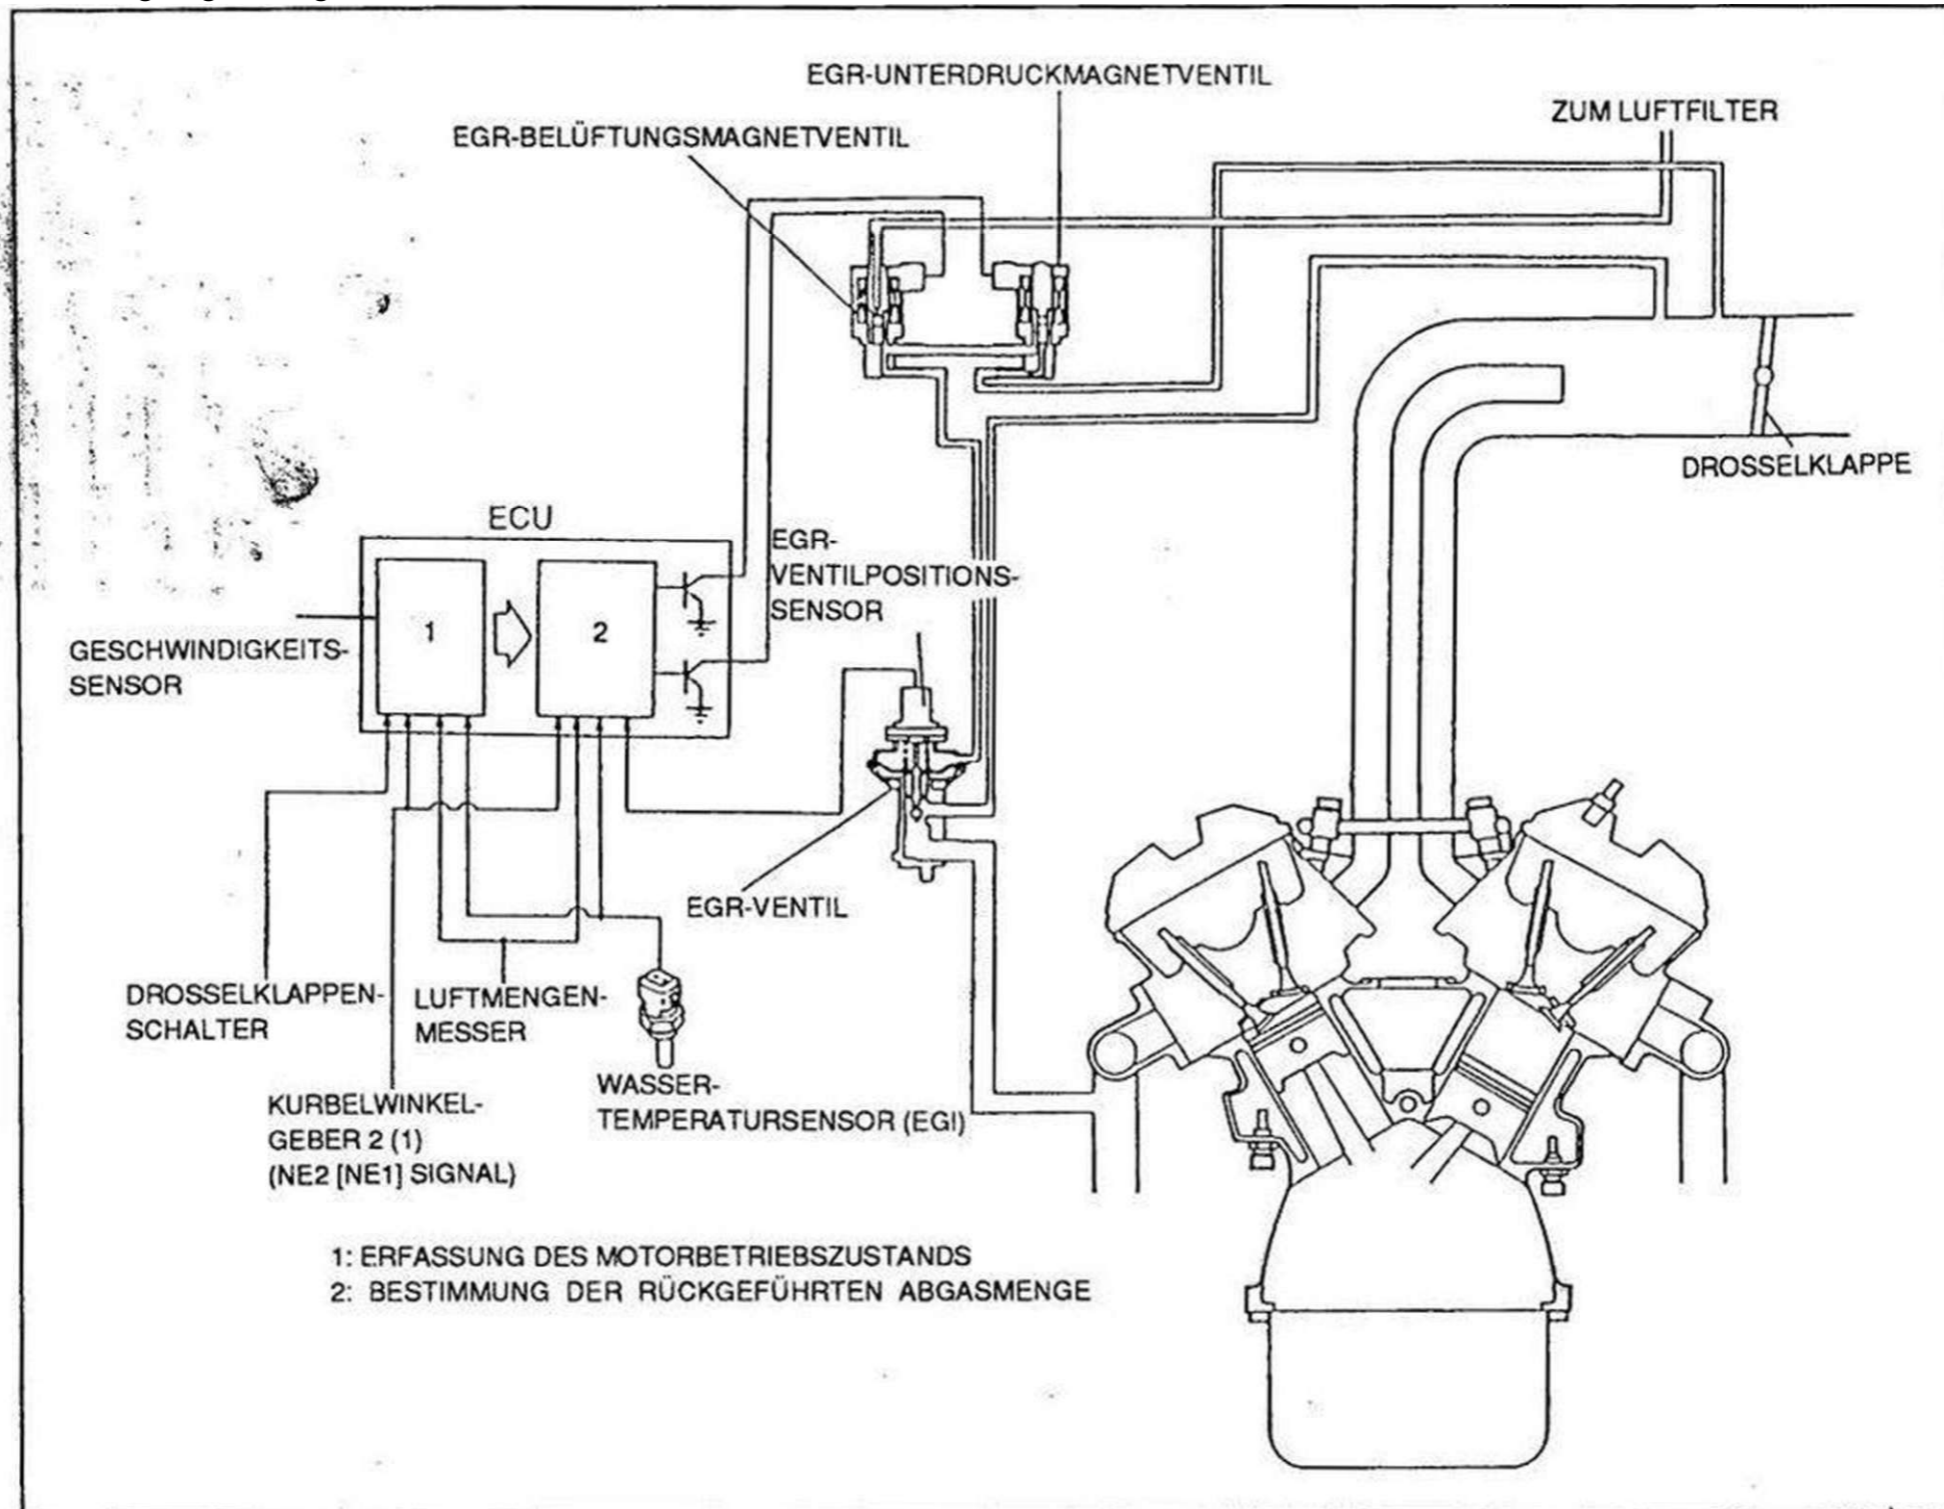 EGR-UNTERDRUCKMAGNETVENTIL
ZUM LUFTFILTER
EGR-BELÜFTUNGSMAGNETVENTIL
DROSSELKLAPPE
ECU
EGR-
VENTILPOSITIONS-
SENSOR
1
2
GESCHWINDIGKEITS-
SENSOR
EGR-VENTIL
DROSSELKLAPPEN-
SCHALTER
LUFTMENGEN-
MESSER
WASSER-
TEMPERATURSENSOR (EGI)
KURBELWINKEL-
GEBER 2 (1)
(NE2 [NE1] SIGNAL)
1: ERFASSUNG DES MOTORBETRIEBSZUSTANDS
2: BESTIMMUNG DER RÜCKGEFÜHRTEN ABGASMENGE